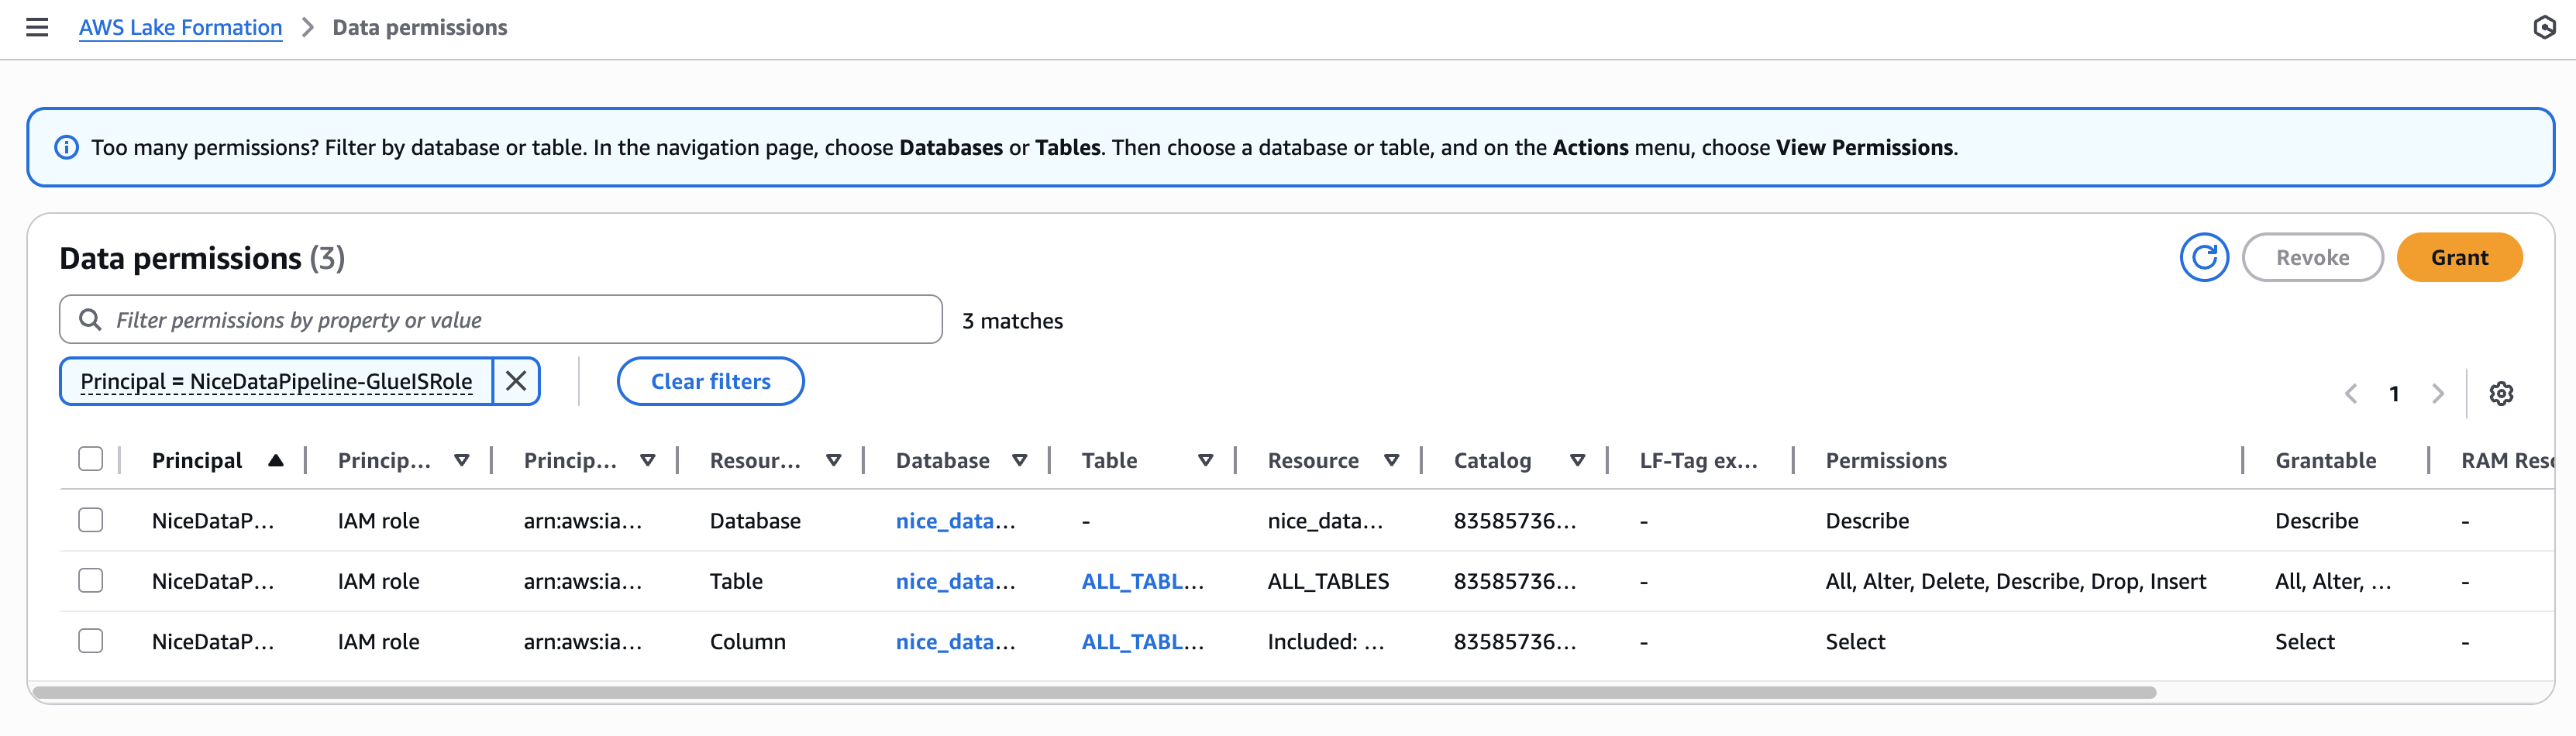 AWS Lake Formation > Data permissions
Too many permissions? Filter by database or table. In the navigation page, choose Databases or Tables. Then choose a database or table, and on the Actions menu, choose View Permissions.
Data permissions (3)
Revoke
Grant
Filter permissions by property or value
3 matches
Principal = NiceDataPipeline-GlueISRole
Clear filters
1
Principal Princip... Princip... Resour... Database Table Resource Catalog LF-Tag ex... Permissions Grantable RAM Reso
NiceDataP... IAM role arn:aws:ia... Database nice_data... - nice_data... 83585736... - Describe Describe -
NiceDataP... IAM role arn:aws:ia... Table nice_data... ALL_TABL... ALL_TABLES 83585736... - All, Alter, Delete, Describe, Drop, Insert All, Alter, ... -
NiceDataP... IAM role arn:aws:ia... Column nice_data... ALL_TABL... Included: ... 83585736... - Select Select -